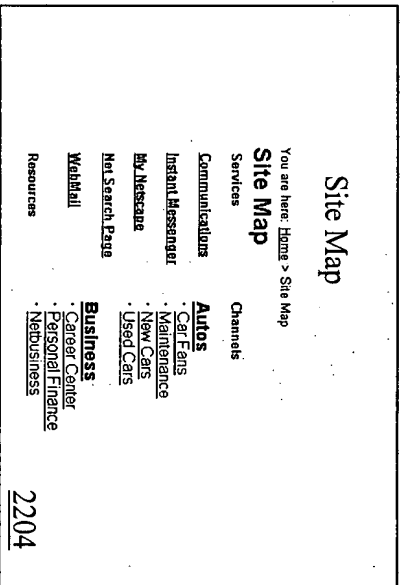 Site Map
You are here: Home > Site Map
Site Map
Services
Communications
Instant Messenger
My Netscape
Net Search Page
WebMail
Resources
Channels
Autos
· Car Fans
· Maintenance
· New Cars
· Used Cars
Business
· Career Center
· Personal Finance
· Netbusiness
2204